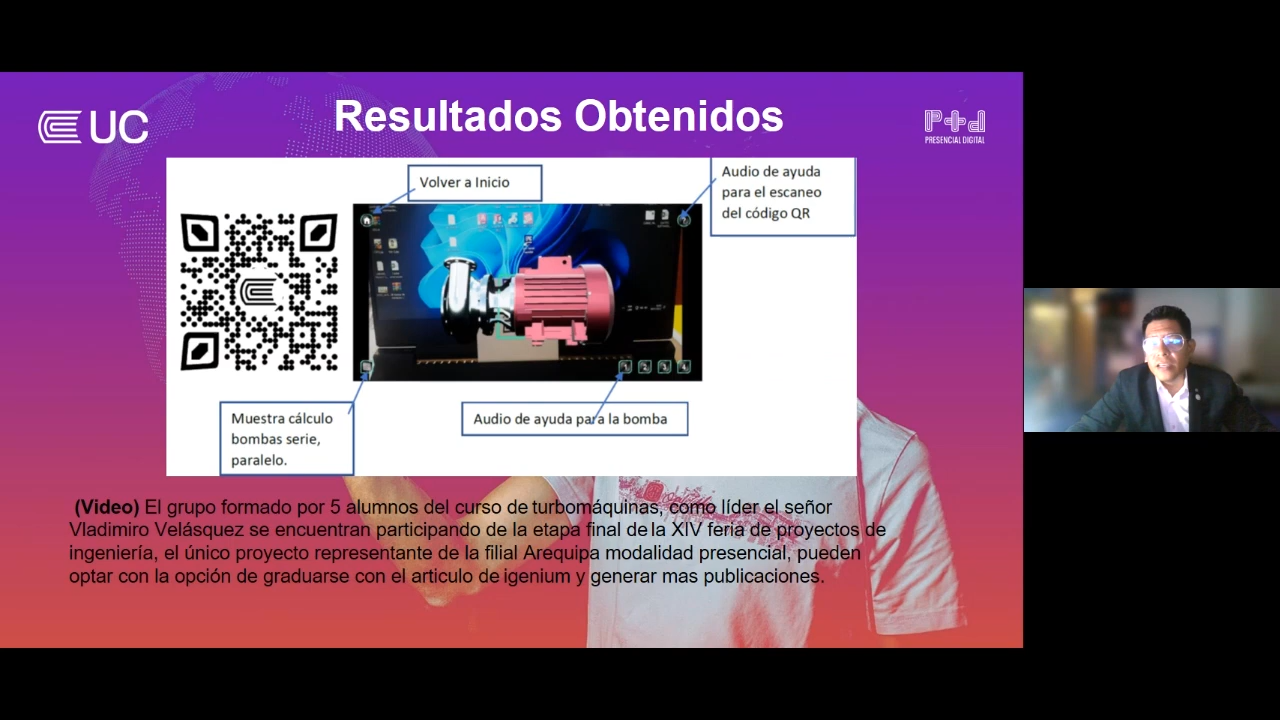 UC
Resultados Obtenidos
P+d
PRESENCIAL DIGITAL
Volver a Inicio
Audio de ayuda
para el escaneo
del código QR
1 2 3 4
Muestra cálculo
bombas serie,
paralelo.
Audio de ayuda para la bomba
(Video) El grupo formado por 5 alumnos del curso de turbomáquinas, como líder el señor
Vladimiro Velásquez se encuentran participando de la etapa final de la XIV feria de proyectos de
ingeniería, el único proyecto representante de la filial Arequipa modalidad presencial, pueden
optar con la opción de graduarse con el articulo de igenium y generar mas publicaciones.